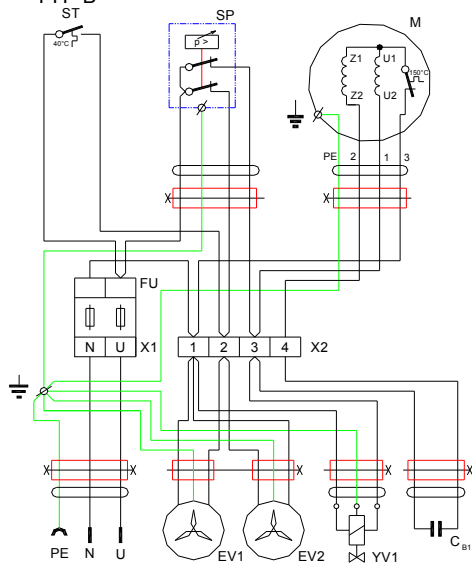 ST
SP
M
40°C
p >
Z1 U1
150°C
Z2 U2
PE 2 1 3
FU
N U X1
1 2 3 4 X2
PE N U
EV1 EV2 YV1
C B1